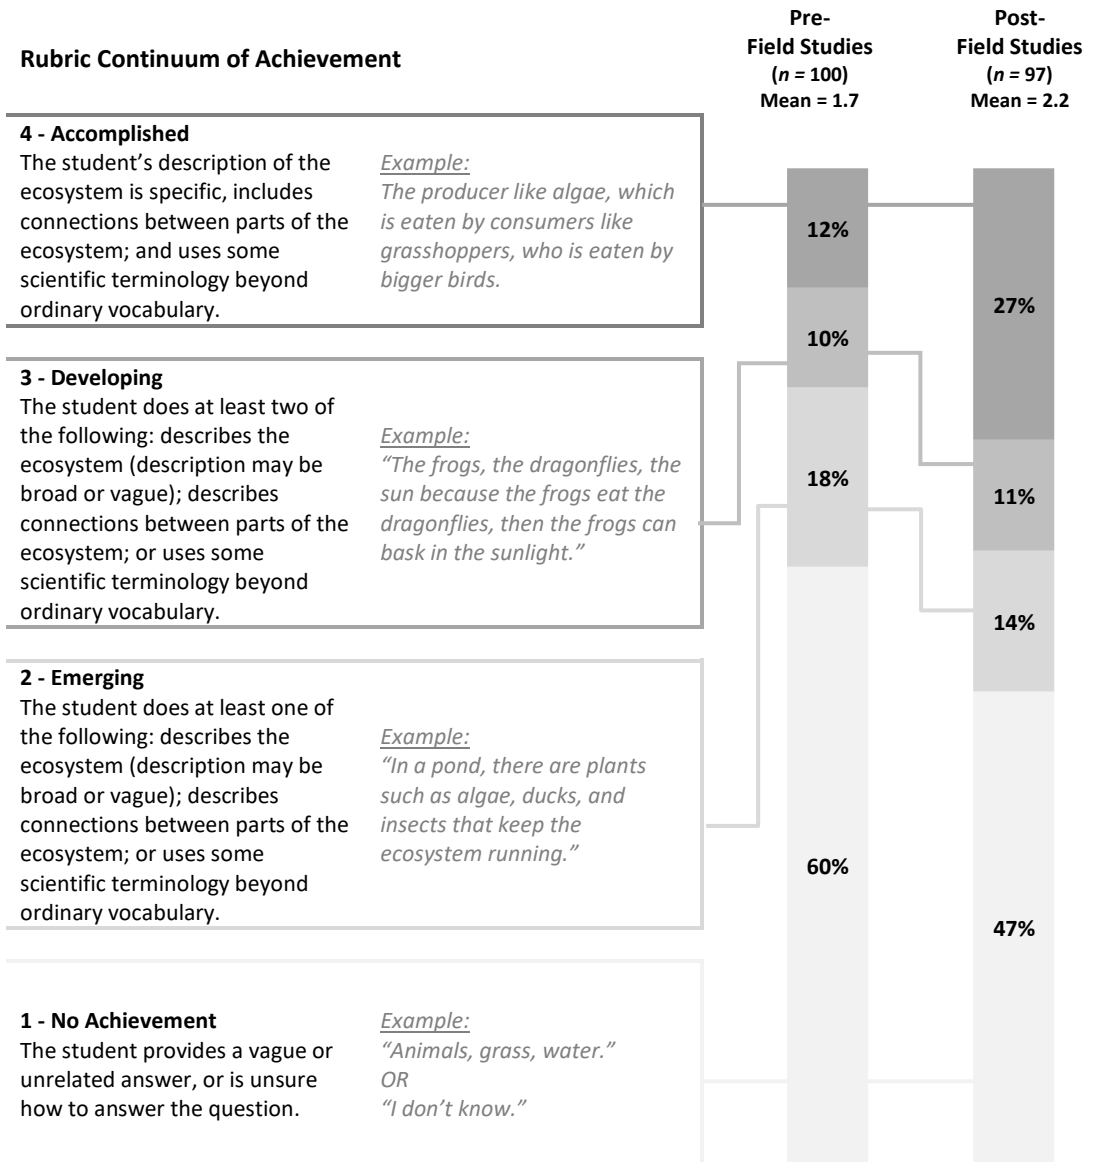 Rubric Continuum of Achievement
Pre-
Field Studies
(n = 100)
Mean = 1.7
Post-
Field Studies
(n = 97)
Mean = 2.2
4 - Accomplished
The student’s description of the
ecosystem is specific, includes
connections between parts of the
ecosystem; and uses some
scientific terminology beyond
ordinary vocabulary.
Example:
The producer like algae, which
is eaten by consumers like
grasshoppers, who is eaten by
bigger birds.
3 - Developing
The student does at least two of
the following: describes the
ecosystem (description may be
broad or vague); describes
connections between parts of the
ecosystem; or uses some
scientific terminology beyond
ordinary vocabulary.
Example:
“The frogs, the dragonflies, the
sun because the frogs eat the
dragonflies, then the frogs can
bask in the sunlight.”
2 - Emerging
The student does at least one of
the following: describes the
ecosystem (description may be
broad or vague); describes
connections between parts of the
ecosystem; or uses some
scientific terminology beyond
ordinary vocabulary.
Example:
“In a pond, there are plants
such as algae, ducks, and
insects that keep the
ecosystem running.”
1 - No Achievement
The student provides a vague or
unrelated answer, or is unsure
how to answer the question.
Example:
“Animals, grass, water.”
OR
“I don’t know.”
12%
10%
18%
60%
27%
11%
14%
47%